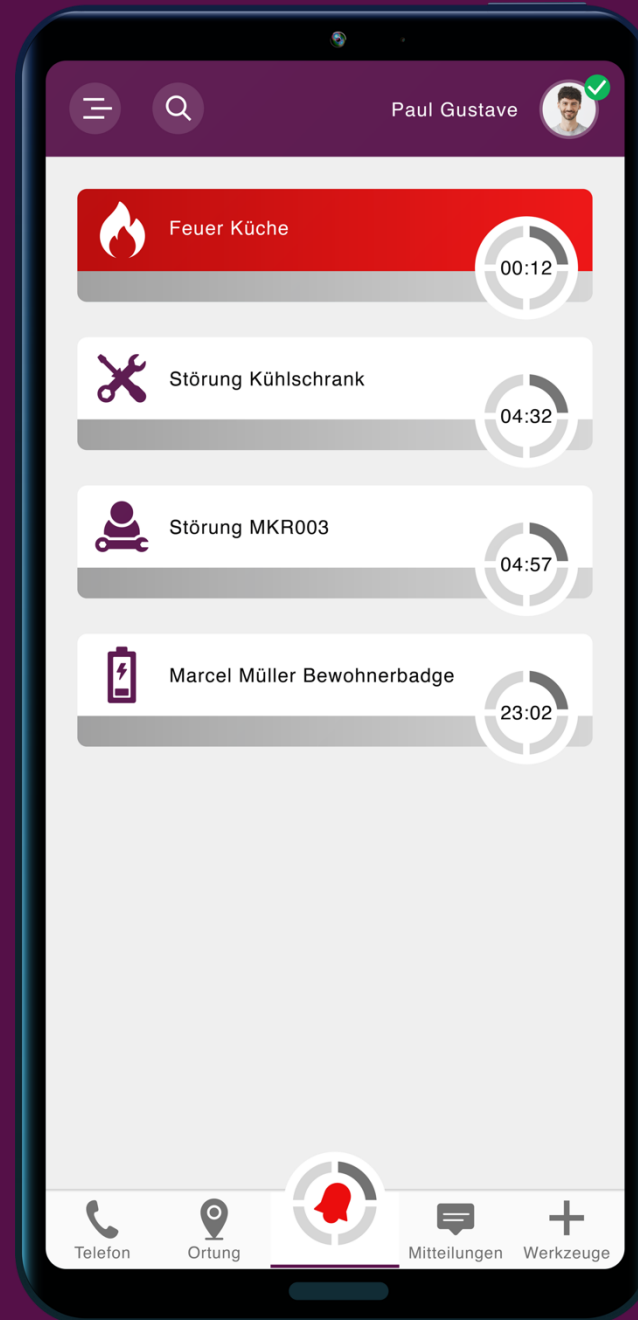 Paul Gustave
Feuer Küche
00:12
Störung Kühlschrank
04:32
Störung MKR003
04:57
Marcel Müller Bewohnerbadge
23:02
Telefon
Ortung
Mitteilungen
Werkzeuge